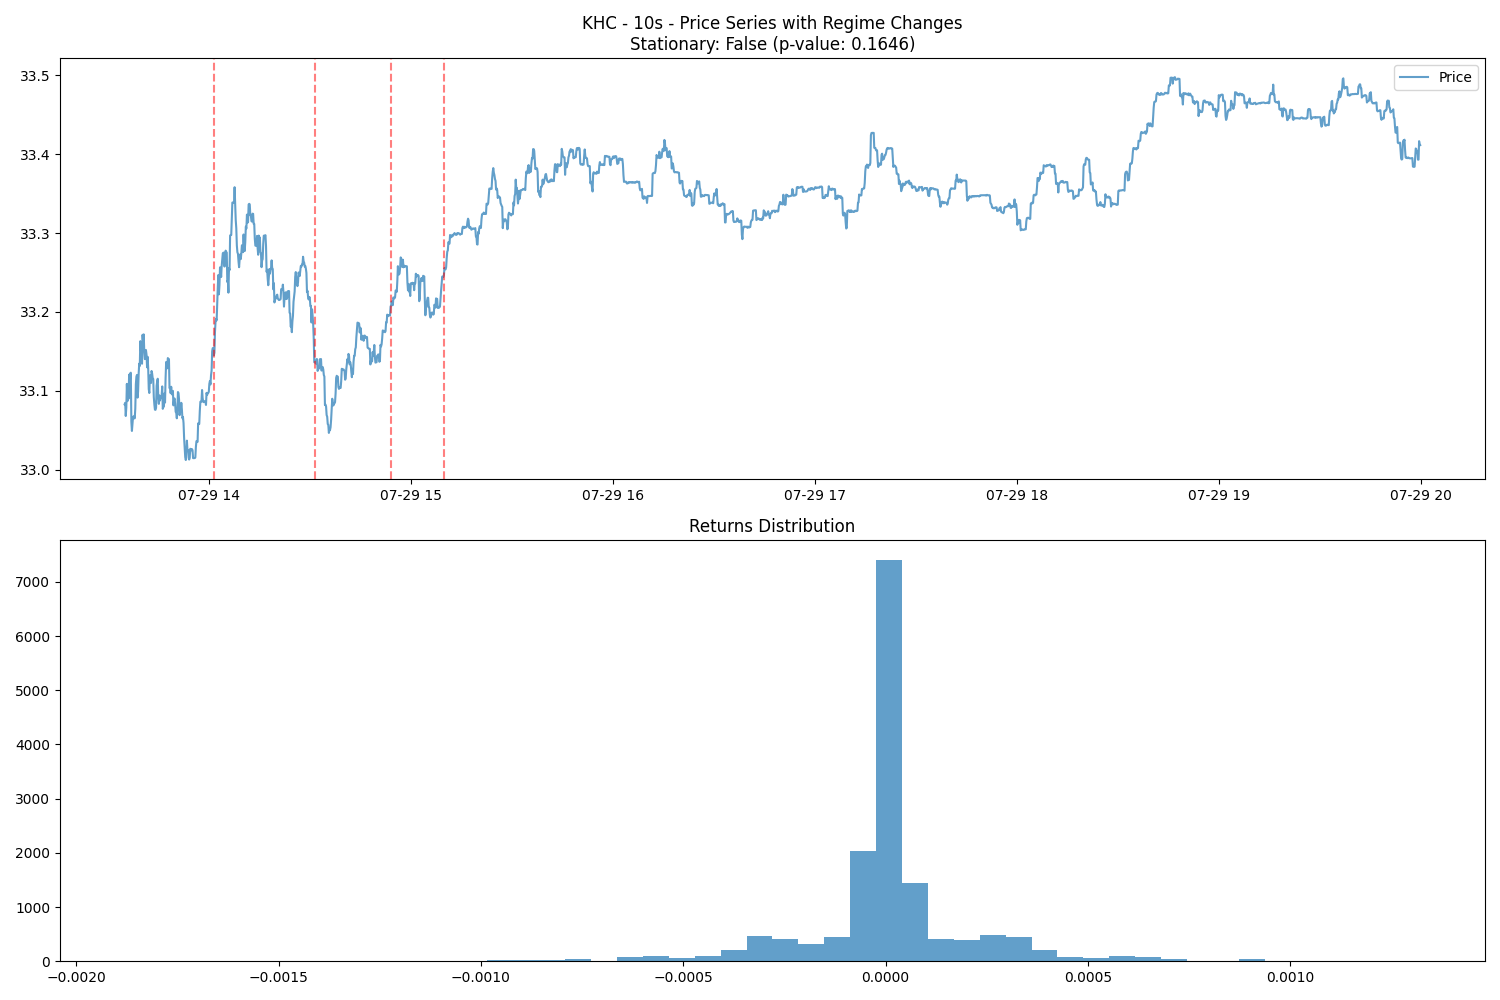 KHC - 10s - Price Series with Regime Changes
Stationary: False (p-value: 0.1646)
Price
33.5
33.4
33.3
33.2
33.1
33.0
07-29 14 07-29 15 07-29 16 07-29 17 07-29 18 07-29 19 07-29 20
Returns Distribution
7000
6000
5000
4000
3000
2000
1000
0
−0.0020 −0.0015 −0.0010 −0.0005 0.0000 0.0005 0.0010